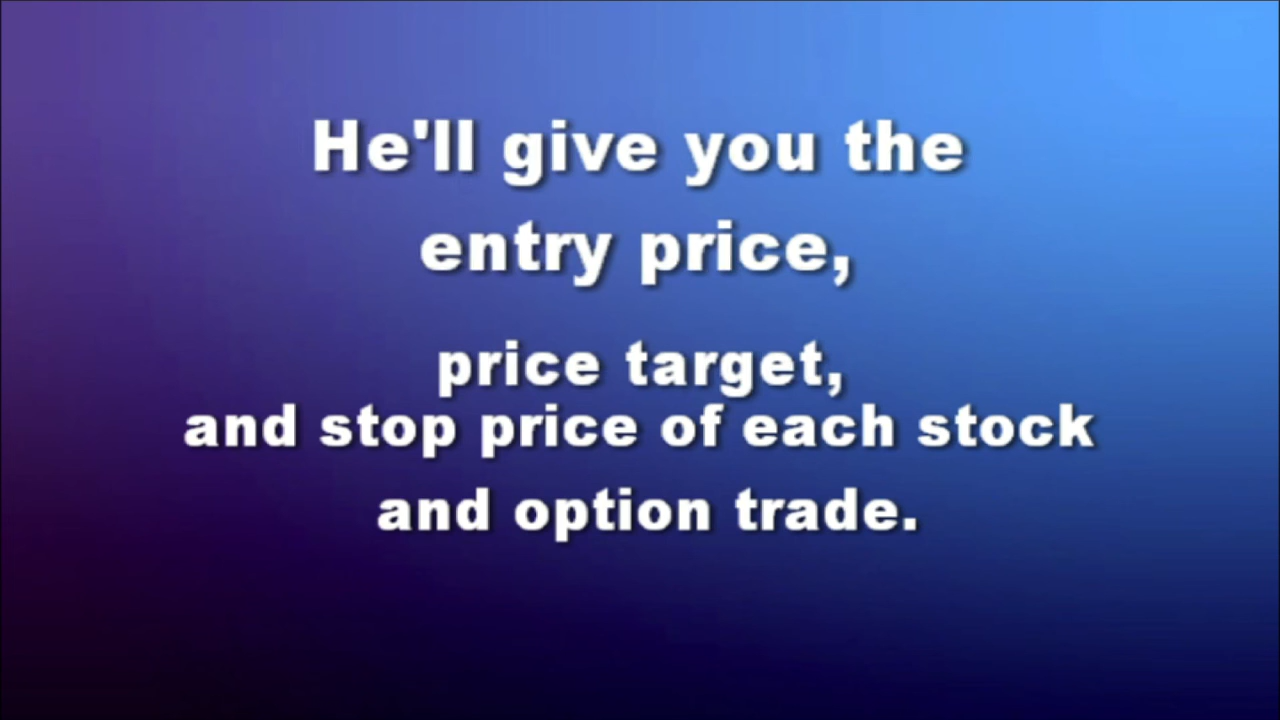 He'll give you the
entry price,
price target,
and stop price of each stock
and option trade.